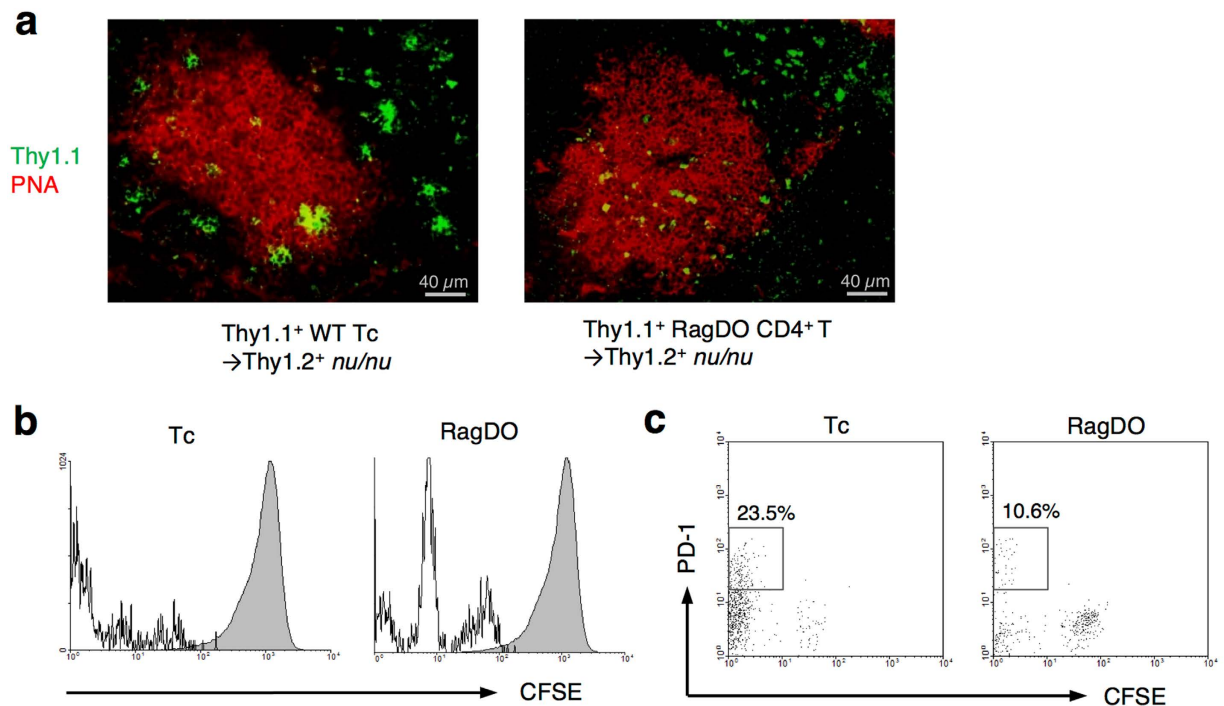 a
Thy1.1
PNA
40 µm
40 µm
Thy1.1⁺ WT Tc
→Thy1.2⁺ nu/nu
Thy1.1⁺ RagDO CD4⁺ T
→Thy1.2⁺ nu/nu
b
Tc
RagDO
1024
0
10⁰ 10¹ 10² 10³ 10⁴
10⁰ 10¹ 10² 10³ 10⁴
CFSE
c
Tc
RagDO
PD-1
10⁴
10³
10²
10¹
10⁰
23.5%
10⁰ 10¹ 10² 10³ 10⁴
10⁴
10³
10²
10¹
10⁰
10.6%
10⁰ 10¹ 10² 10³ 10⁴
CFSE